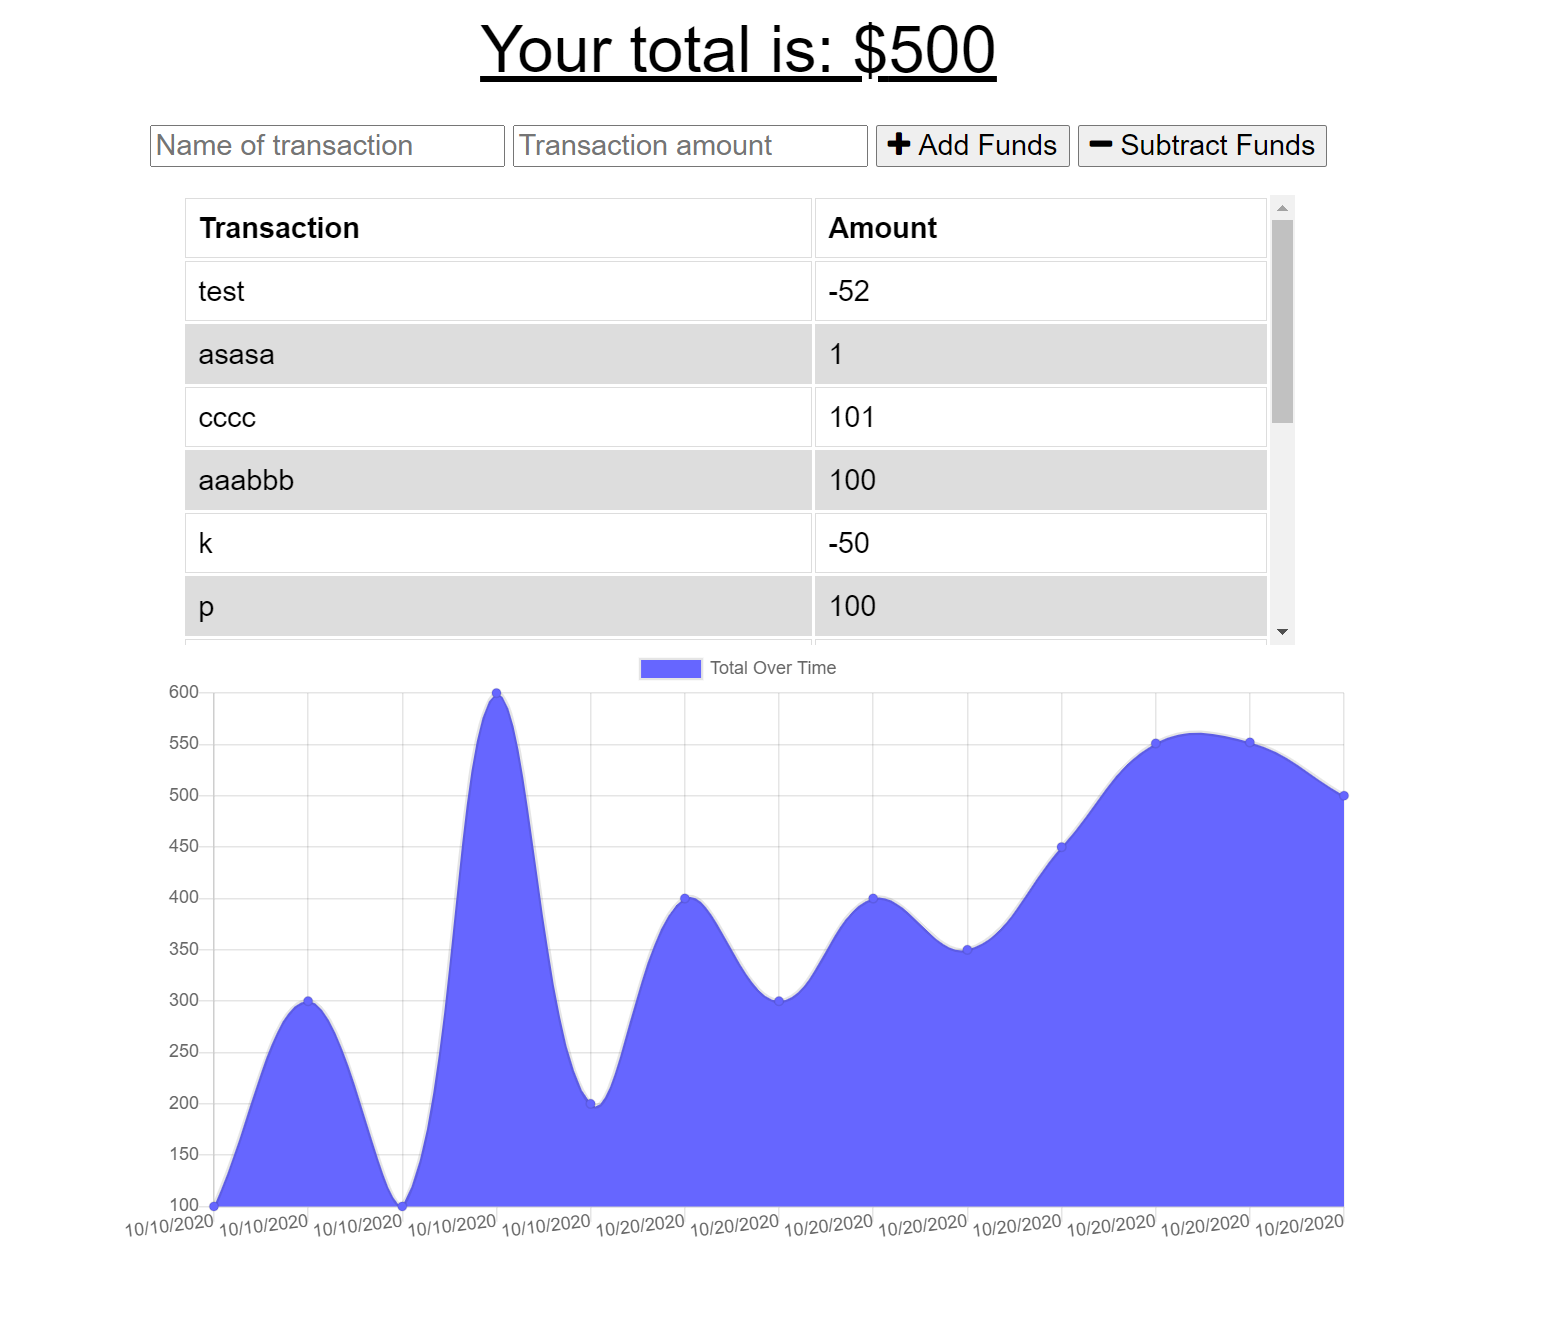 Your total is: $500
Name of transaction Transaction amount Add Funds Subtract Funds
Transaction Amount
test -52
asasa 1
cccc 101
aaabbb 100
k -50
p 100
Total Over Time
600
550
500
450
400
350
300
250
200
150
100
10/10/2020 10/10/2020 10/10/2020 10/10/2020 10/10/2020 10/20/2020 10/20/2020 10/20/2020 10/20/2020 10/20/2020 10/20/2020 10/20/2020 10/20/2020